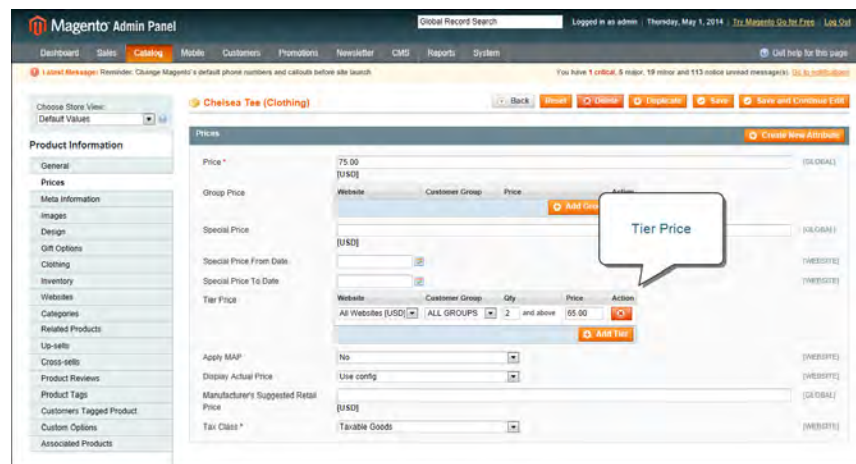 Magento Admin Panel
Global Record Search
Logged in as admin | Thursday, May 1, 2014 | Try Magento Go for Free | Log Out
Dashboard Sales Catalog Mobile Customers Promotions Newsletter CMS Reports System
Get help for this page
Latest Message: Reminder: Change Magento's default phone numbers and callouts before site launch
You have 1 critical, 5 major, 19 minor and 113 notice unread message(s). Go to notifications
Choose Store View:
Default Values
Chelsea Tee (Clothing)
Back Reset Delete Duplicate Save Save and Continue Edit
Product Information
General
Prices
Meta Information
Images
Design
Gift Options
Clothing
Inventory
Websites
Categories
Related Products
Up-sells
Cross-sells
Product Reviews
Product Tags
Customers Tagged Product
Custom Options
Associated Products
Prices
Create New Attribute
Price * 75.00 [GLOBAL]
[USD]
Group Price Website Customer Group Price Action
Add Gro
Tier Price
Special Price [GLOBAL]
[USD]
Special Price From Date [WEBSITE]
Special Price To Date [WEBSITE]
Tier Price Website Customer Group Qty Price Action
All Websites [USD] ALL GROUPS 2 and above 65.00
Add Tier
Apply MAP No [WEBSITE]
Display Actual Price Use config [WEBSITE]
Manufacturer's Suggested Retail [GLOBAL]
Price [USD]
Tax Class * Taxable Goods [WEBSITE]